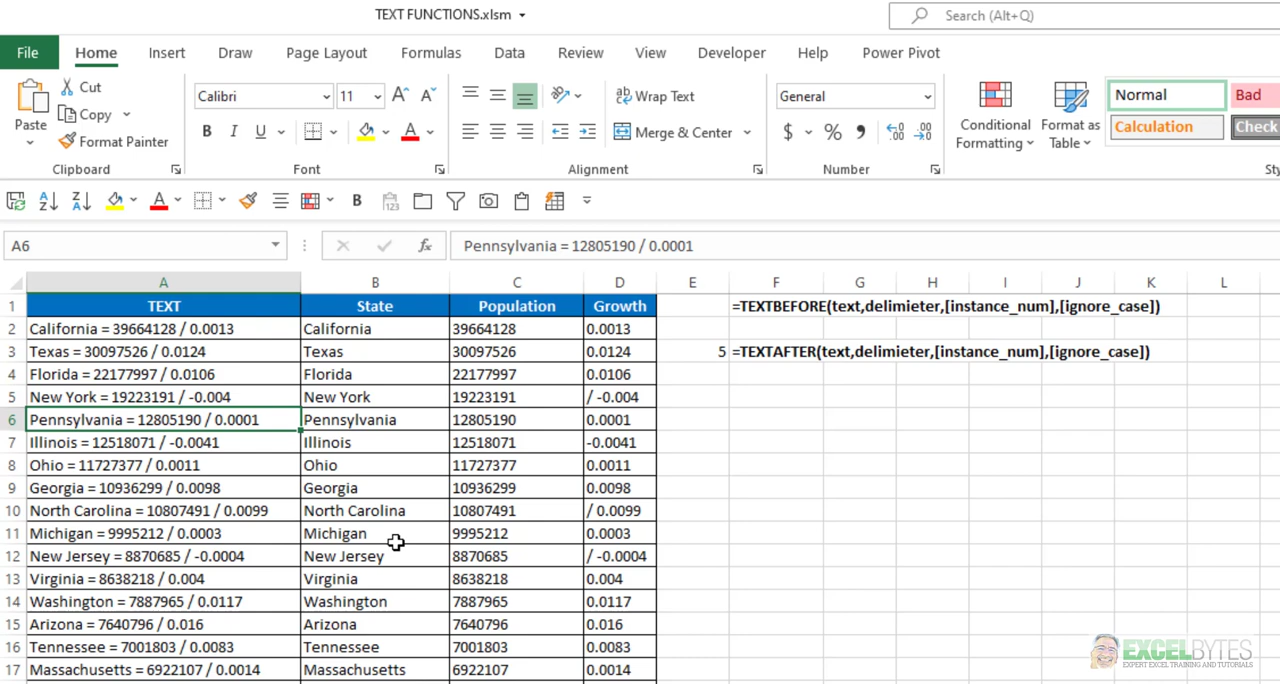 TEXT FUNCTIONS.xlsm
Search (Alt+Q)
File Home Insert Draw Page Layout Formulas Data Review View Developer Help Power Pivot
Paste
Cut
Copy
Format Painter
Clipboard
Calibri 11 A A
B I U A
Font
ab Wrap Text
Merge & Center
Alignment
General
$ % 9
Number
Conditional Formatting
Format as Table
Normal Bad
Calculation Check
Sty
A6 fx Pennsylvania = 12805190 / 0.0001
A B C D E F G H I J K L
1 TEXT State Population Growth =TEXTBEFORE(text,delimieter,[instance_num],[ignore_case])
2 California = 39664128 / 0.0013 California 39664128 0.0013
3 Texas = 30097526 / 0.0124 Texas 30097526 0.0124 5 =TEXTAFTER(text,delimieter,[instance_num],[ignore_case])
4 Florida = 22177997 / 0.0106 Florida 22177997 0.0106
5 New York = 19223191 / -0.004 New York 19223191 / -0.004
6 Pennsylvania = 12805190 / 0.0001 Pennsylvania 12805190 0.0001
7 Illinois = 12518071 / -0.0041 Illinois 12518071 -0.0041
8 Ohio = 11727377 / 0.0011 Ohio 11727377 0.0011
9 Georgia = 10936299 / 0.0098 Georgia 10936299 0.0098
10 North Carolina = 10807491 / 0.0099 North Carolina 10807491 / 0.0099
11 Michigan = 9995212 / 0.0003 Michigan 9995212 0.0003
12 New Jersey = 8870685 / -0.0004 New Jersey 8870685 / -0.0004
13 Virginia = 8638218 / 0.004 Virginia 8638218 0.004
14 Washington = 7887965 / 0.0117 Washington 7887965 0.0117
15 Arizona = 7640796 / 0.016 Arizona 7640796 0.016
16 Tennessee = 7001803 / 0.0083 Tennessee 7001803 0.0083
17 Massachusetts = 6922107 / 0.0014 Massachusetts 6922107 0.0014
EXCELBYTES
EXPERT EXCEL TRAINING AND TUTORIALS